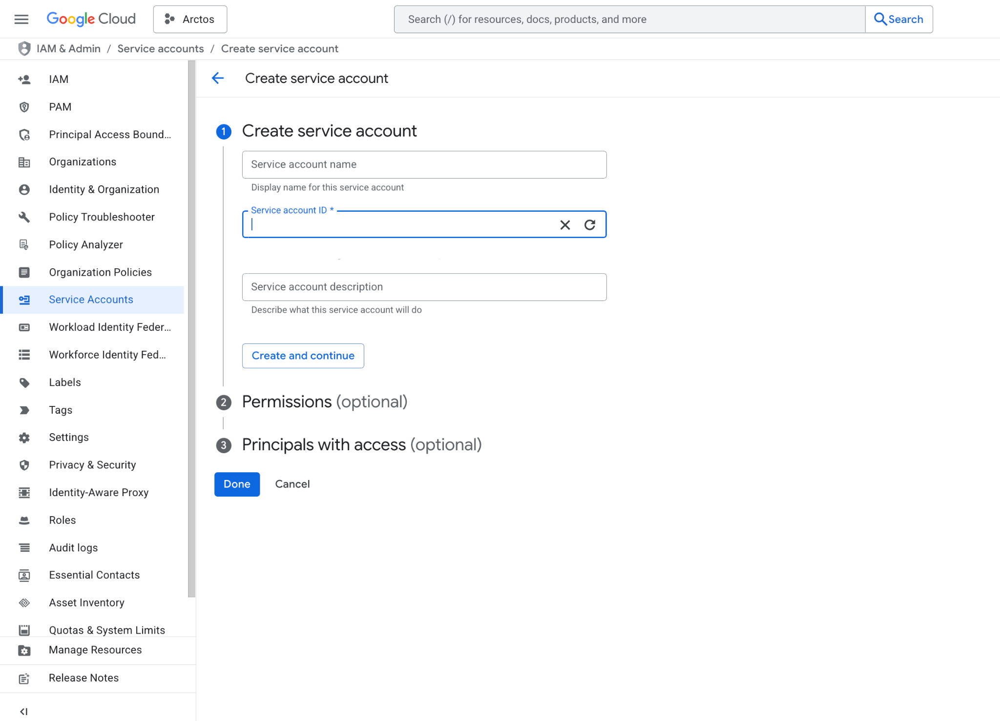 Google Cloud
Arctos
Search (/) for resources, docs, products, and more
Search
IAM & Admin / Service accounts / Create service account
IAM
PAM
Principal Access Bound...
Organizations
Identity & Organization
Policy Troubleshooter
Policy Analyzer
Organization Policies
Service Accounts
Workload Identity Feder...
Workforce Identity Fed...
Labels
Tags
Settings
Privacy & Security
Identity-Aware Proxy
Roles
Audit logs
Essential Contacts
Asset Inventory
Quotas & System Limits
Manage Resources
Release Notes
Create service account
1 Create service account
Service account name
Display name for this service account
Service account ID *
Service account description
Describe what this service account will do
Create and continue
2 Permissions (optional)
3 Principals with access (optional)
Done
Cancel